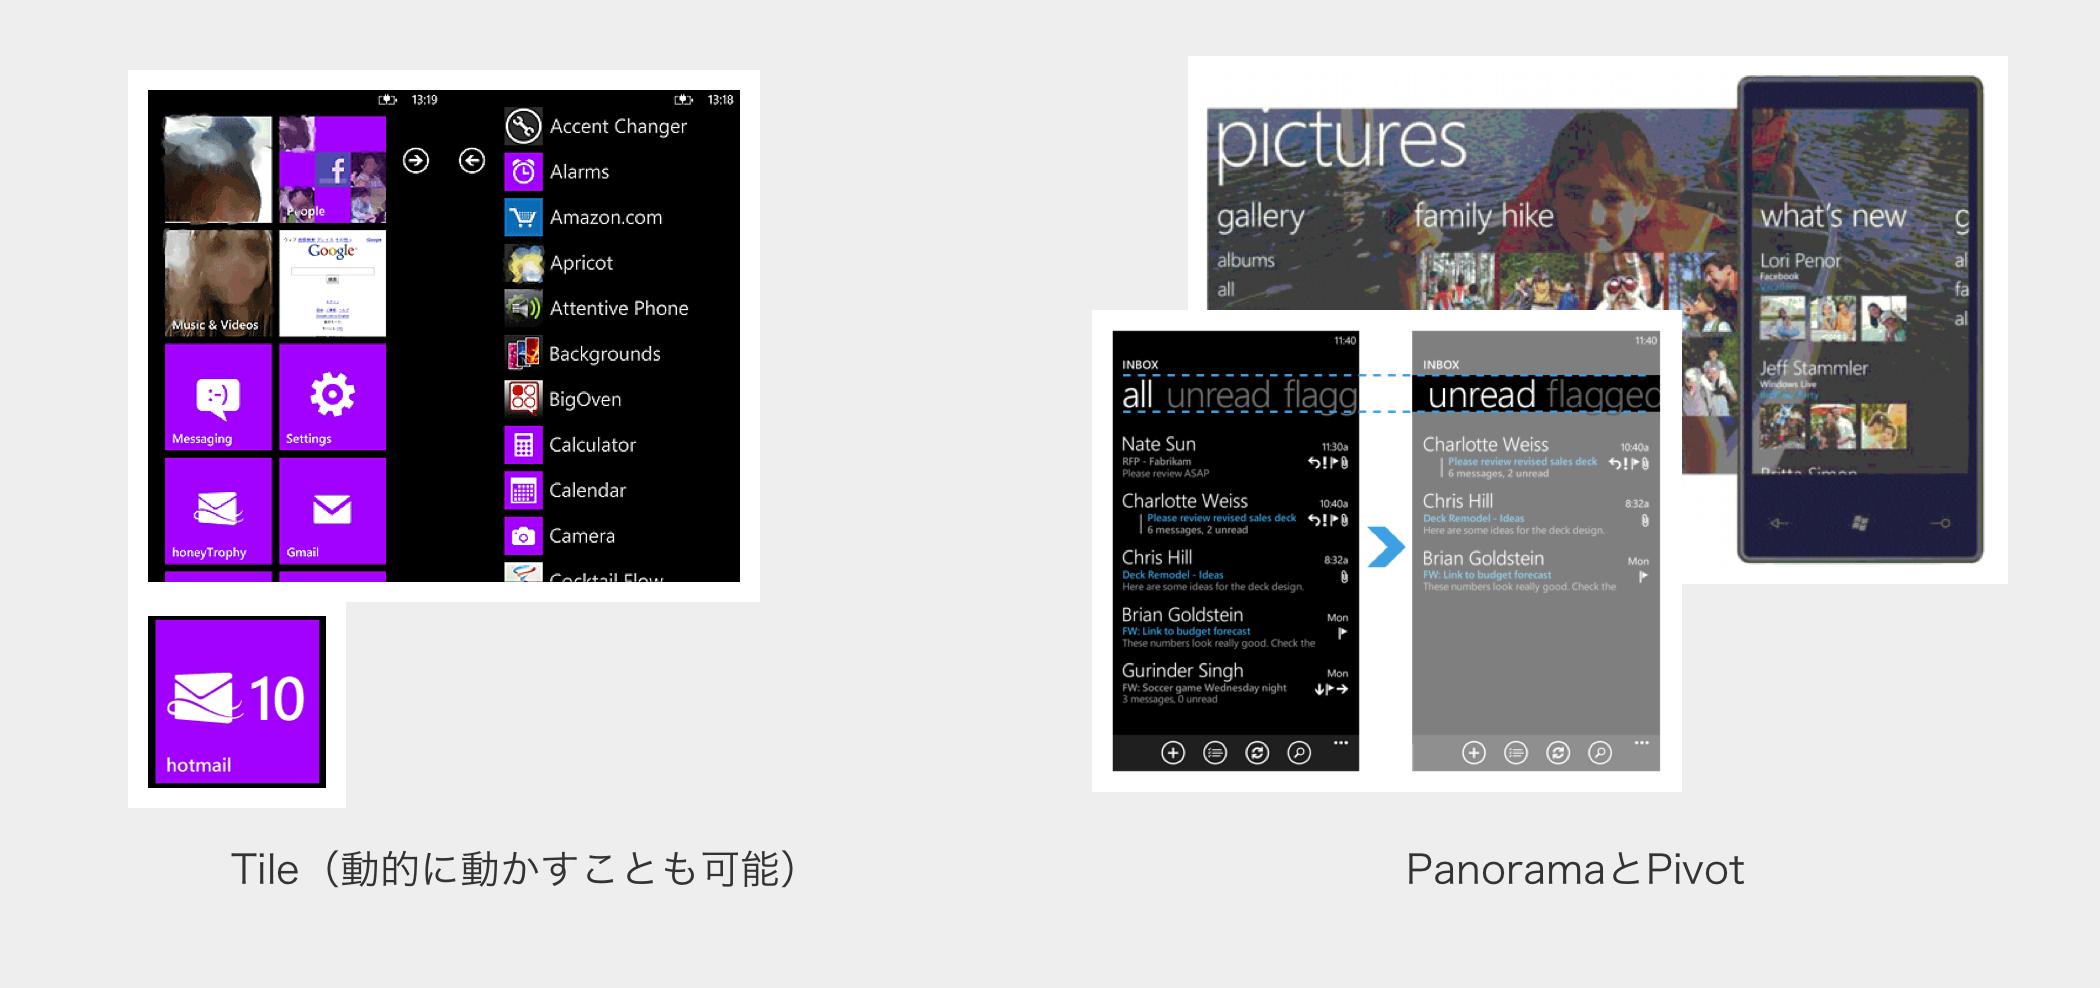 13:19
13:18
People
Music & Videos
Google
Messaging
Settings
honeyTrophy
Gmail
Accent Changer
Alarms
Amazon.com
Apricot
Attentive Phone
Backgrounds
BigOven
Calculator
Calendar
Camera
Cocktail Flow
10
hotmail
Tile（動的に動かすことも可能）
pictures
gallery
albums
all
family hike
what's new
Lori Penor
Facebook
Vacation
Jeff Stammler
Windows Live
Britta Simon
g
al
fa
al
11:40
INBOX
all unread flagg
Nate Sun
11:30a
RFP - Fabrikam
Please review ASAP
Charlotte Weiss
10:40a
Please review revised sales deck
6 messages, 2 unread
Chris Hill
8:32a
Deck Remodel - Ideas
Here are some ideas for the deck design.
Brian Goldstein
Mon
FW: Link to budget forecast
These numbers look really good. Check the
Gurinder Singh
Mon
FW: Soccer game Wednesday night
3 messages, 0 unread
11:40
INBOX
unread flagged
Charlotte Weiss
10:40a
Please review revised sales deck
6 messages, 2 unread
Chris Hill
8:32a
Deck Remodel - Ideas
Here are some ideas for the deck design.
Brian Goldstein
Mon
FW: Link to budget forecast
These numbers look really good. Check the
PanoramaとPivot